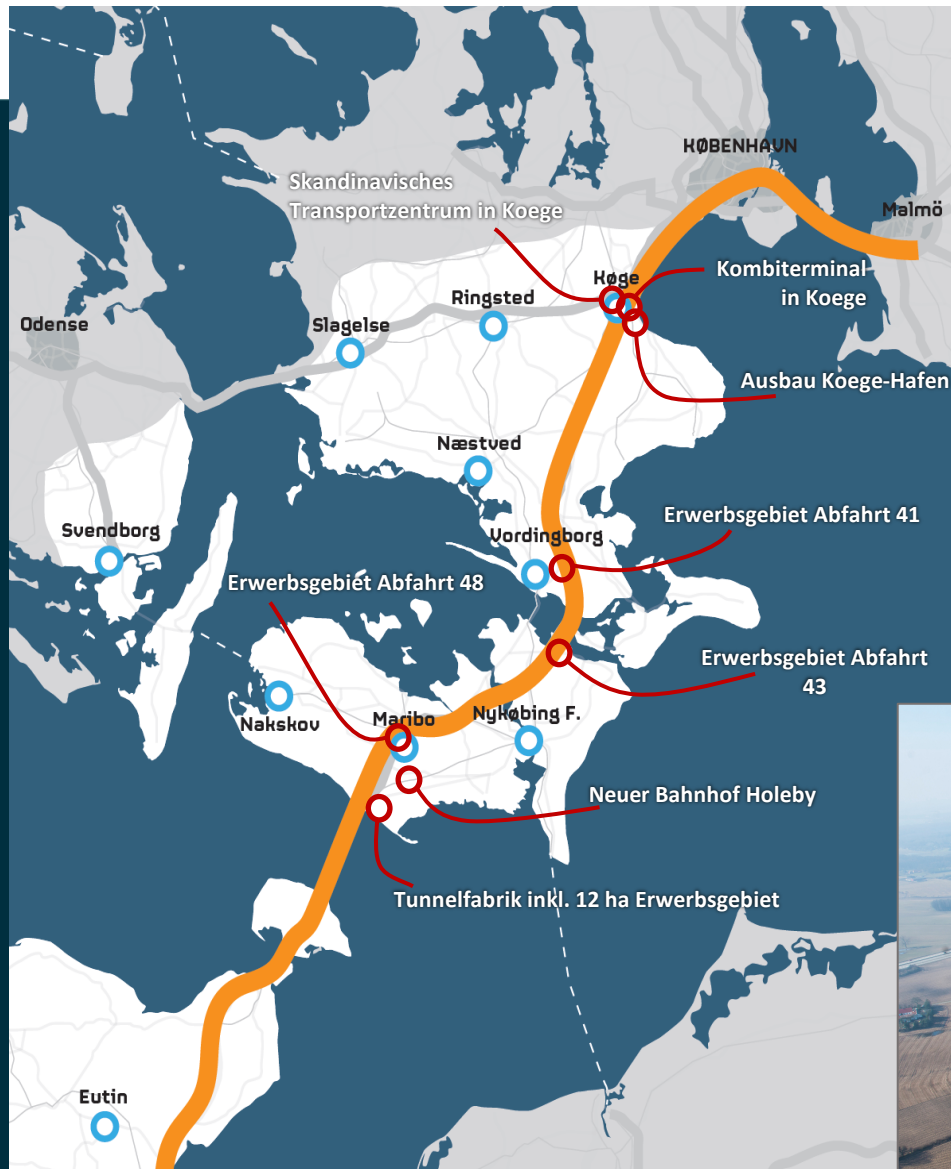 KØBENHAVN
Skandinavisches
Transportzentrum in Koege
Malmö
Køge
Kombiterminal
in Koege
Ringsted
Odense
Slagelse
Ausbau Koege-Hafen
Næstved
Erwerbsgebiet Abfahrt 41
Svendborg
Vordingborg
Erwerbsgebiet Abfahrt 48
Erwerbsgebiet Abfahrt
43
Nakskov
Maribo
Nykøbing F.
Neuer Bahnhof Holeby
Tunnelfabrik inkl. 12 ha Erwerbsgebiet
Eutin